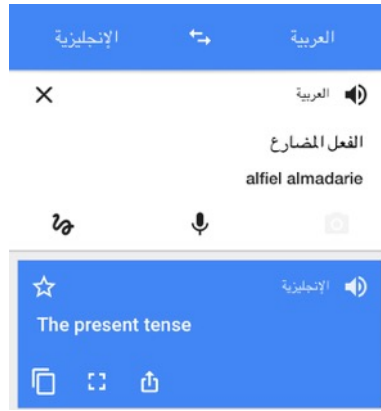 العربية
الإنجليزية
العربية
الفعل المضارع
alfiel almadarie
الإنجليزية
The present tense